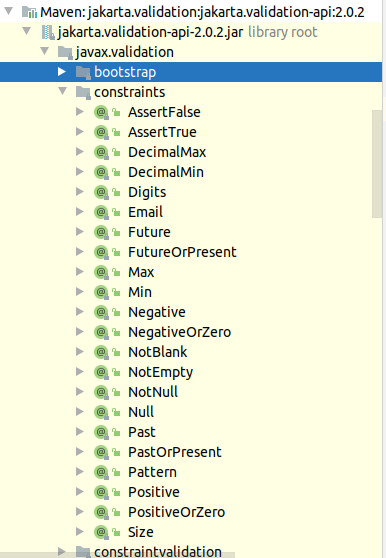 Maven: jakarta.validation:jakarta.validation-api:2.0.2
jakarta.validation-api-2.0.2.jar library root
javax.validation
bootstrap
constraints
@ AssertFalse
@ AssertTrue
@ DecimalMax
@ DecimalMin
@ Digits
@ Email
@ Future
@ FutureOrPresent
@ Max
@ Min
@ Negative
@ NegativeOrZero
@ NotBlank
@ NotEmpty
@ NotNull
@ Null
@ Past
@ PastOrPresent
@ Pattern
@ Positive
@ PositiveOrZero
@ Size
constraintvalidation